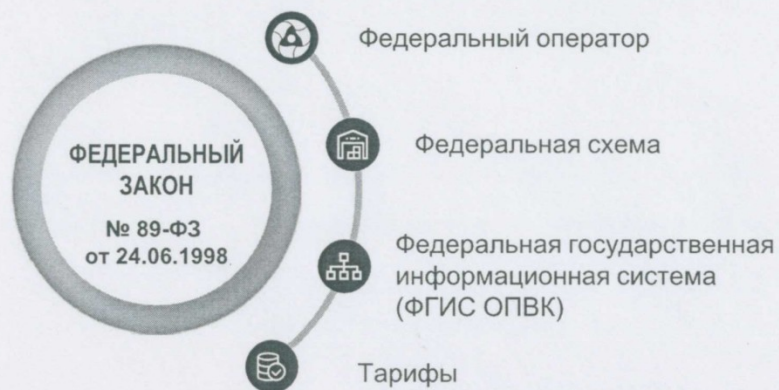 ФЕДЕРАЛЬНЫЙ
ЗАКОН
№ 89-ФЗ
от 24.06.1998
Федеральный оператор
Федеральная схема
Федеральная государственная
информационная система
(ФГИС ОПВК)
Тарифы